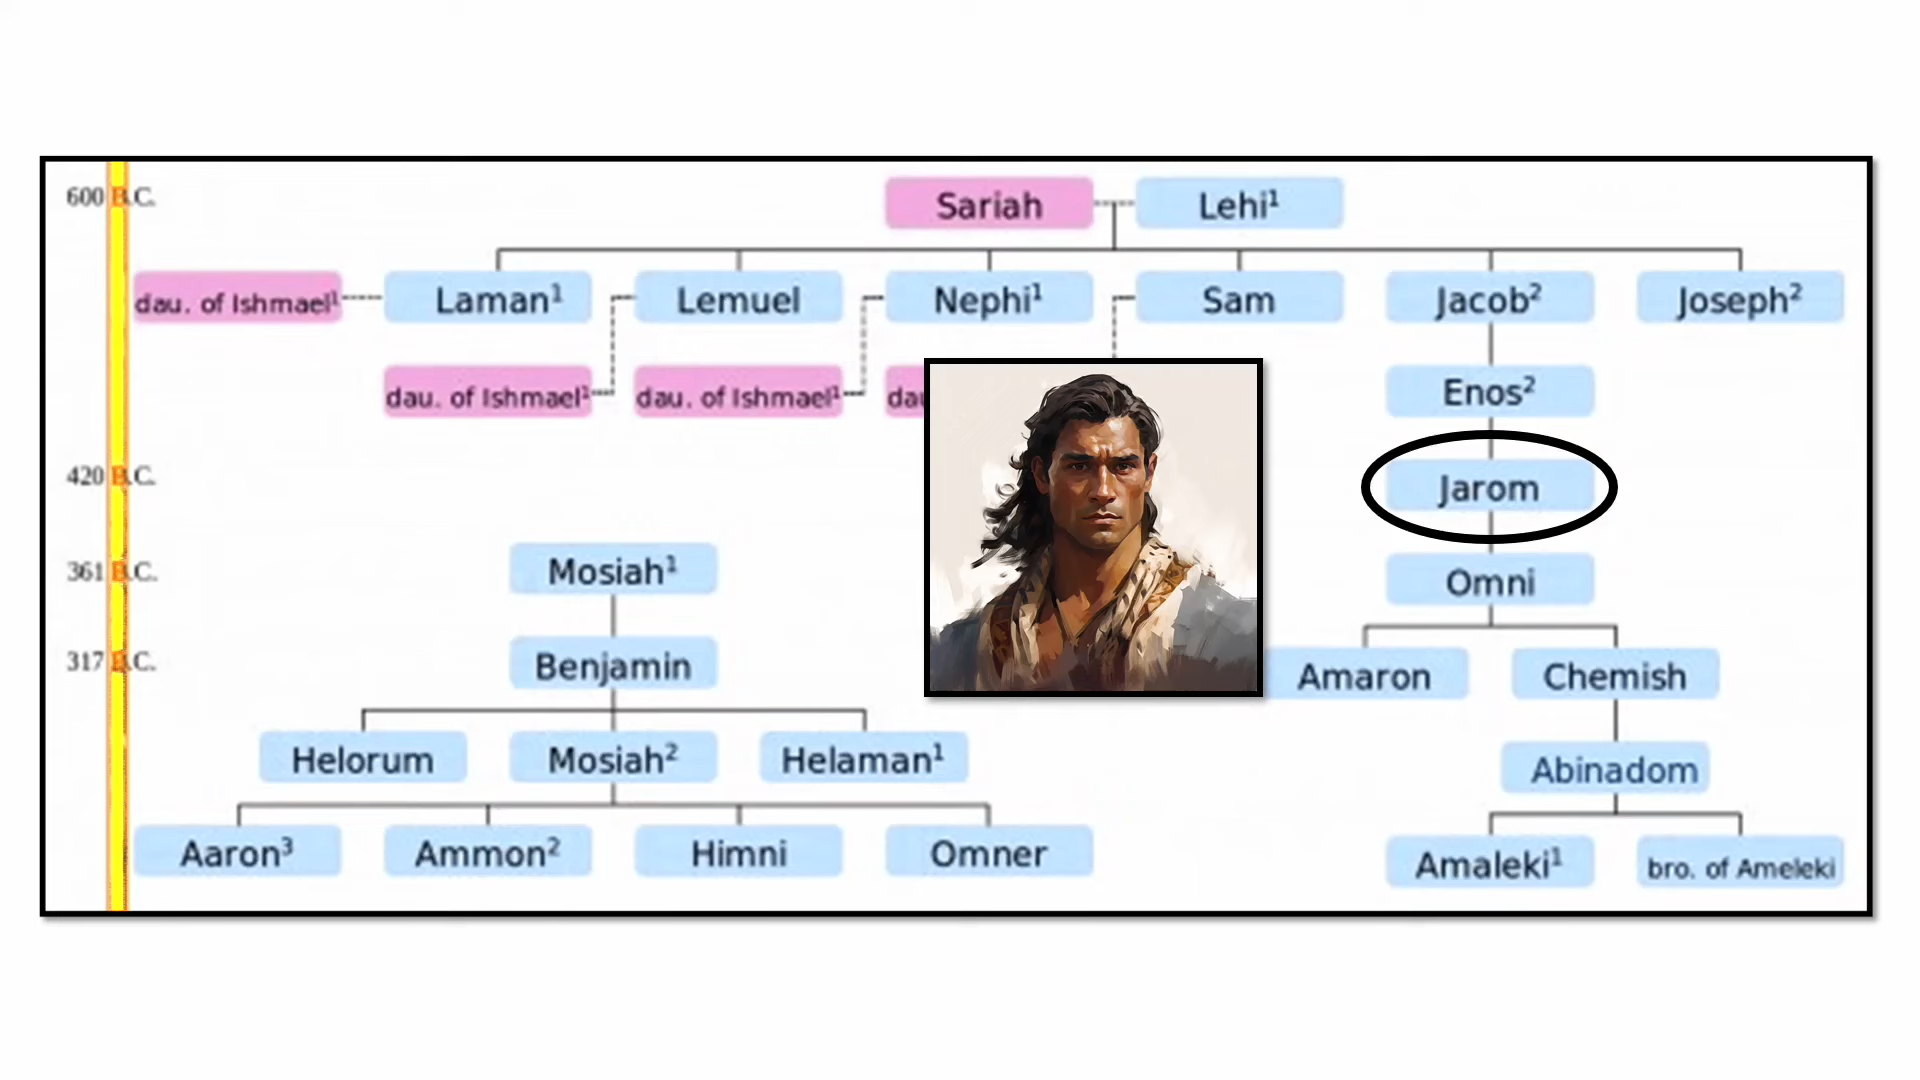 600 B.C.
Sariah
Lehi¹
dau. of Ishmael¹
Laman¹
Lemuel
Nephi¹
Sam
Jacob²
Joseph²
dau. of Ishmael¹
dau. of Ishmael¹
dau
Enos²
420 B.C.
Jarom
361 B.C.
Mosiah¹
Omni
317 B.C.
Benjamin
Amaron
Chemish
Helorum
Mosiah²
Helaman¹
Abinadom
Aaron³
Ammon²
Himni
Omner
Amaleki¹
bro. of Ameleki